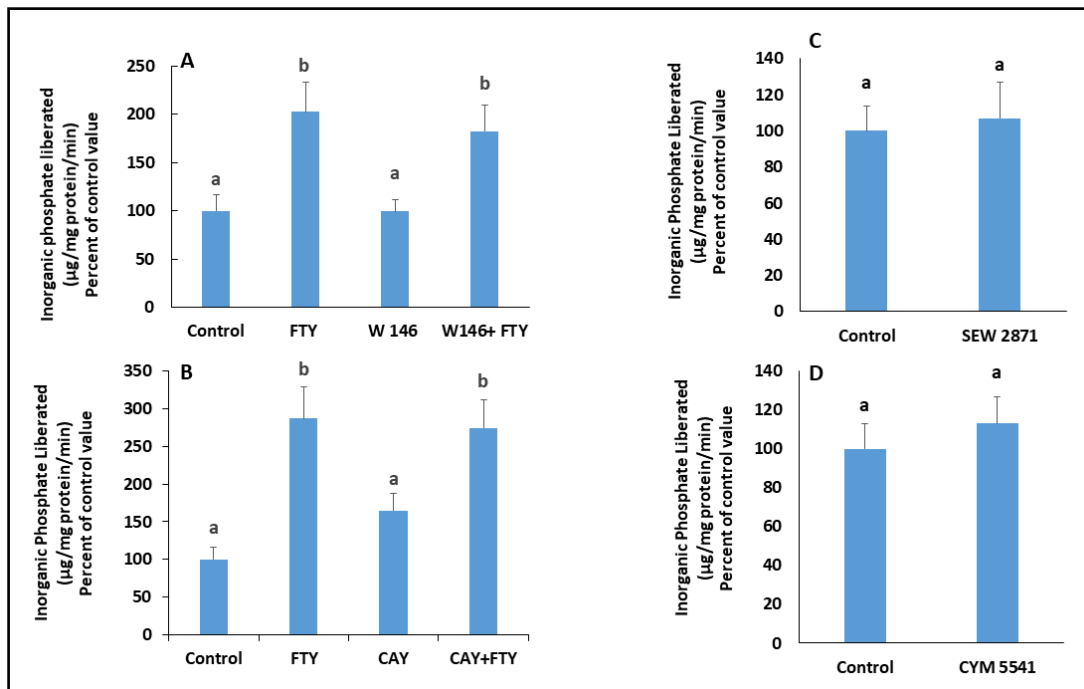 A
Inorganic phosphate liberated
(µg/mg protein/min)
Percent of control value
250
200
150
100
50
0
a
b
a
b
Control FTY W 146 W146+ FTY
B
Inorganic Phosphate Liberated
(µg/mg protein/min)
Percent of control value
350
300
250
200
150
100
50
0
a
b
a
b
Control FTY CAY CAY+FTY
C
Inorganic Phosphate Liberated
(µg/mg protein/min)
Percent of control value
140
120
100
80
60
40
20
0
a
a
Control SEW 2871
D
Inorganic Phosphate Liberated
(µg/mg protein/min)
Percent of control value
140
120
100
80
60
40
20
0
a
a
Control CYM 5541